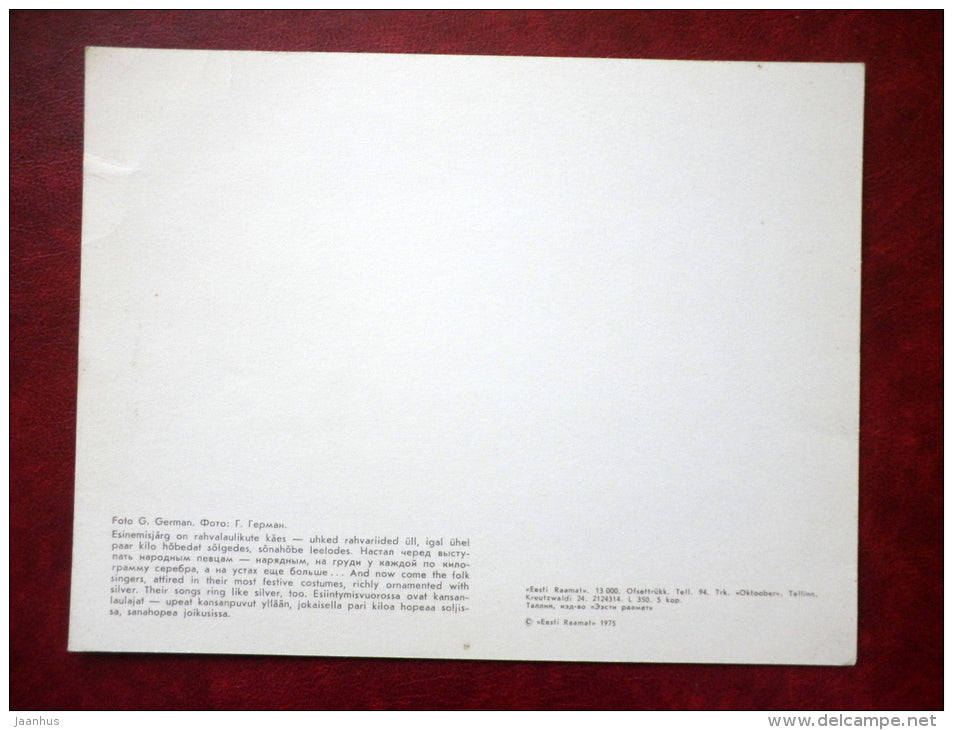 Foto G. German. Фото: Г. Герман.
Esinemisjärg on rahvalaulikute käes — uhked rahvariided üll, igal ühel
paar kilo hõbedat sõlgedes, sõnahõbe leelodes. Настал черед высту-
пать народным певцам — нарядным, на груди у каждой по кило-
грамму серебра, а на устах еще больше... And now come the folk
singers, attired in their most festive costumes, richly ornamented with
silver. Their songs ring like silver, too. Esiintymisvuorossa ovat kansan-
laulajat — upeat kansanpuvut yllään, jokaisella pari kiloa hopeaa soljis-
sa, sanahopea joikusissa.
«Eesti Raamat». 13 000. Ofsettrükk. Tell. 94. Trk. «Oktoober», Tallinn,
Kreutzwaldi 24. 2124314. L 350. 5 kop.
Таллин, изд-во «Ээсти раамат»
© «Eesti Raamat» 1975
jaanhus
www.delcampe.net